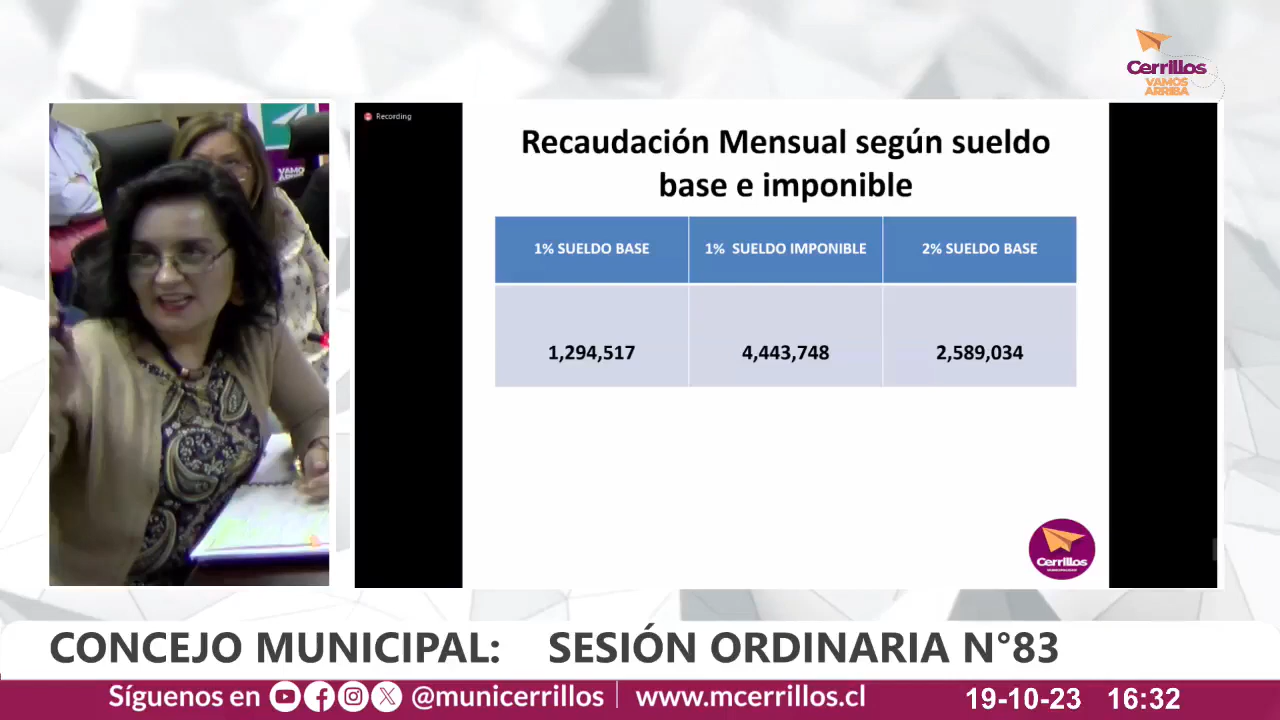 Cerrillos
VAMOS
ARRIBA
Recording
VAMOS
Recaudación Mensual según sueldo
base e imponible
1% SUELDO BASE
1% SUELDO IMPONIBLE
2% SUELDO BASE
1,294,517
4,443,748
2,589,034
Cerrillos
CONCEJO MUNICIPAL: SESIÓN ORDINARIA N°83
Síguenos en @municerrillos www.mcerrillos.cl 19-10-23 16:32